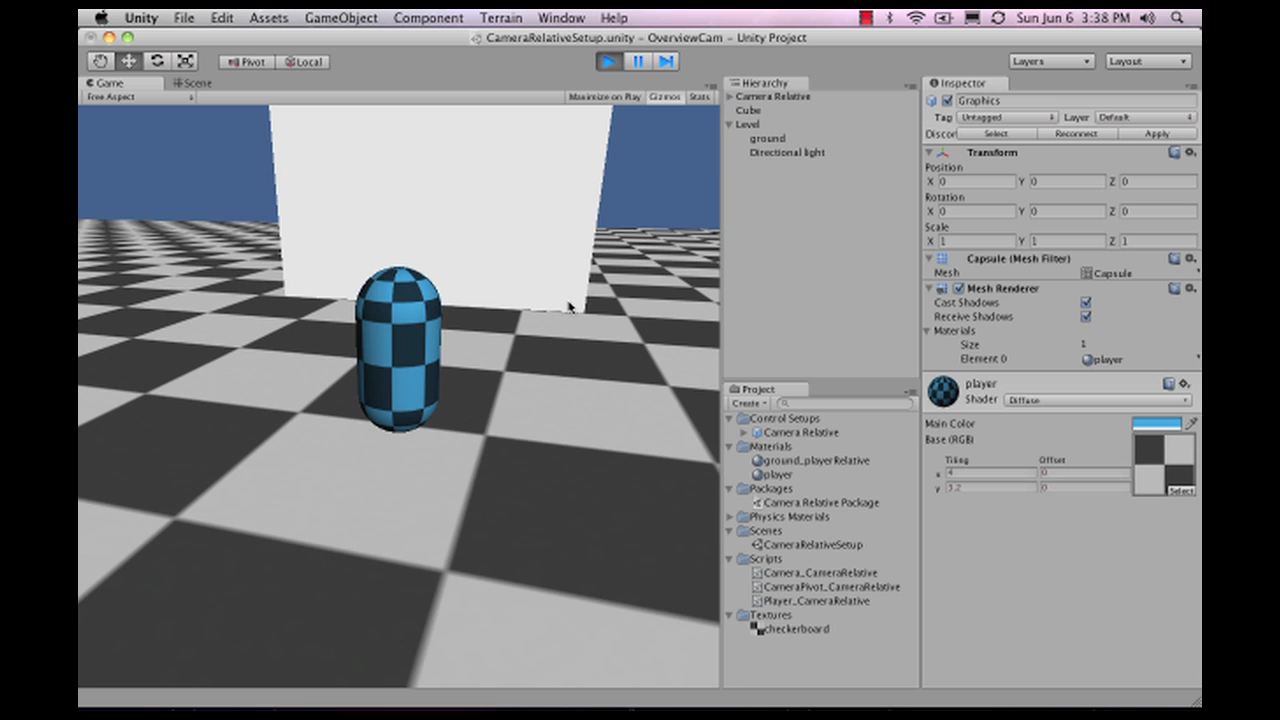 Unity File Edit Assets GameObject Component Terrain Window Help Sun Jun 6 3:38 PM
CameraRelativeSetup.unity – OverviewCam – Unity Project
Pivot Local Layers Layout
Game Scene
Free Aspect Maximize on Play Gizmos Stats
Hierarchy
Camera Relative
Cube
Level
ground
Directional light
Project
Create
Control Setups
Camera Relative
Materials
ground_playerRelative
player
Packages
Camera Relative Package
Physics Materials
Scenes
CameraRelativeSetup
Scripts
Camera_CameraRelative
CameraPivot_CameraRelative
Player_CameraRelative
Textures
checkerboard
Inspector
Graphics
Tag Untagged Layer Default
Discor Select Reconnect Apply
Transform
Position
X 0 Y 0 Z 0
Rotation
X 0 Y 0 Z 0
Scale
X 1 Y 1 Z 1
Capsule (Mesh Filter)
Mesh Capsule
Mesh Renderer
Cast Shadows
Receive Shadows
Materials
Size 1
Element 0 player
player
Shader Diffuse
Main Color
Base (RGB)
Tiling Offset
x 4 0
y 3.2 0
Select